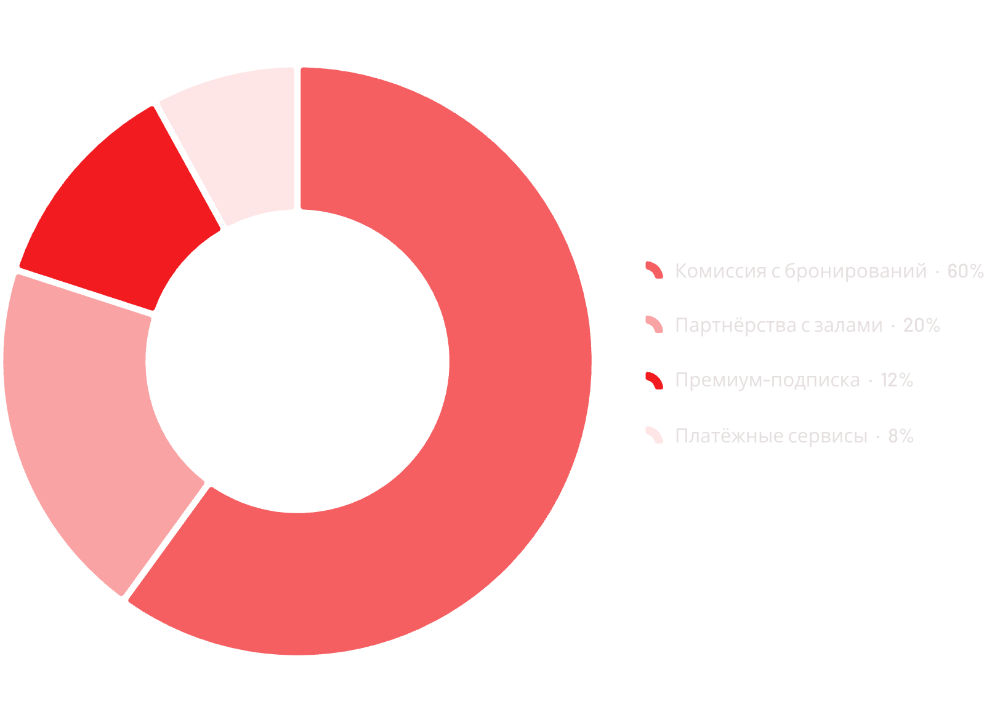 Комиссия с бронирований · 60%
Партнёрства с залами · 20%
Премиум-подписка · 12%
Платёжные сервисы · 8%